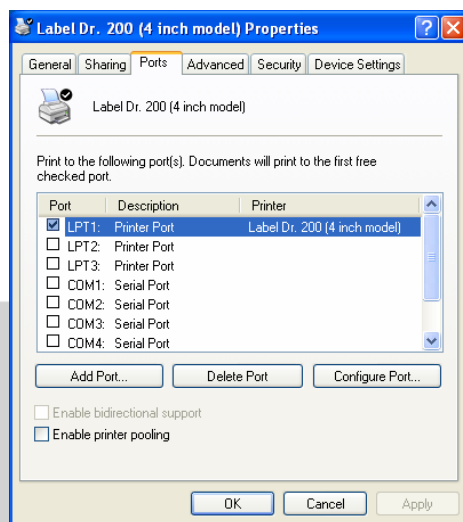 Label Dr. 200 (4 inch model) Properties
General Sharing Ports Advanced Security Device Settings
Label Dr. 200 (4 inch model)
Print to the following port(s). Documents will print to the first free
checked port.
Port Description Printer
LPT1: Printer Port Label Dr. 200 (4 inch model)
LPT2: Printer Port
LPT3: Printer Port
COM1: Serial Port
COM2: Serial Port
COM3: Serial Port
COM4: Serial Port
Add Port... Delete Port Configure Port...
Enable bidirectional support
Enable printer pooling
OK Cancel Apply